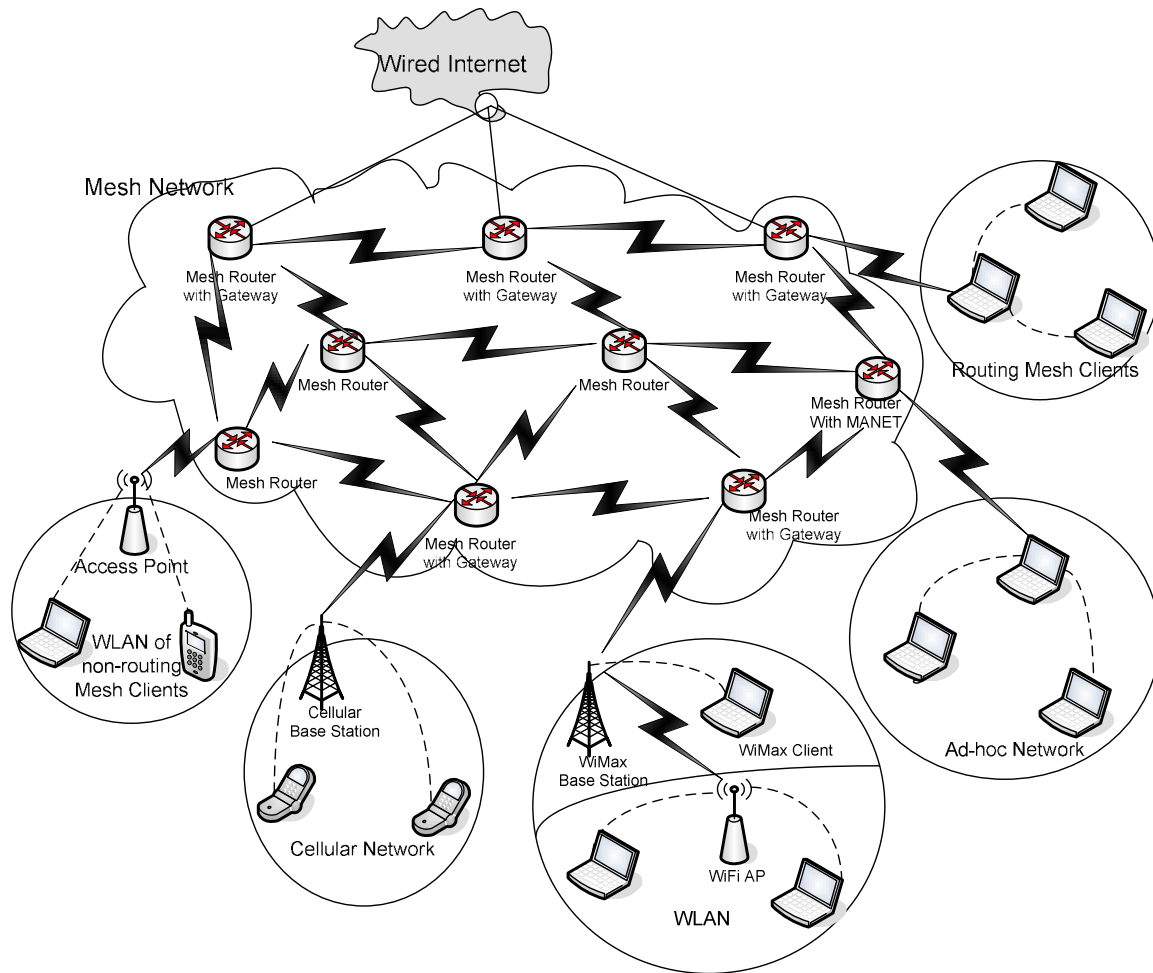 Wired Internet
Mesh Network
Mesh Router
with Gateway
Mesh Router
with Gateway
Mesh Router
with Gateway
Mesh Router
Mesh Router
Routing Mesh Clients
Mesh Router
With MANET
Mesh Router
Mesh Router
with Gateway
Mesh Router
with Gateway
Access Point
WLAN of
non-routing
Mesh Clients
Cellular
Base Station
Cellular Network
WiMax Client
WiMax
Base Station
WiFi AP
WLAN
Ad-hoc Network